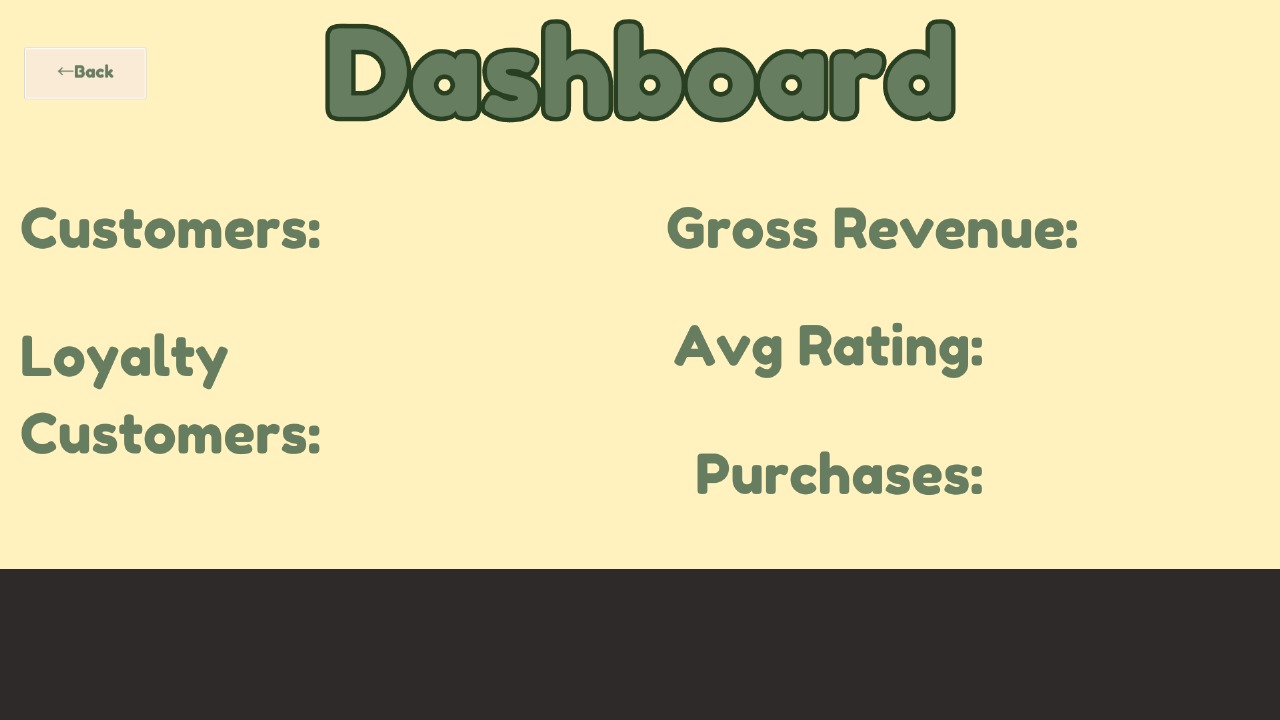 ←Back
Dashboard
Customers:
Loyalty
Customers:
Gross Revenue:
Avg Rating:
Purchases: